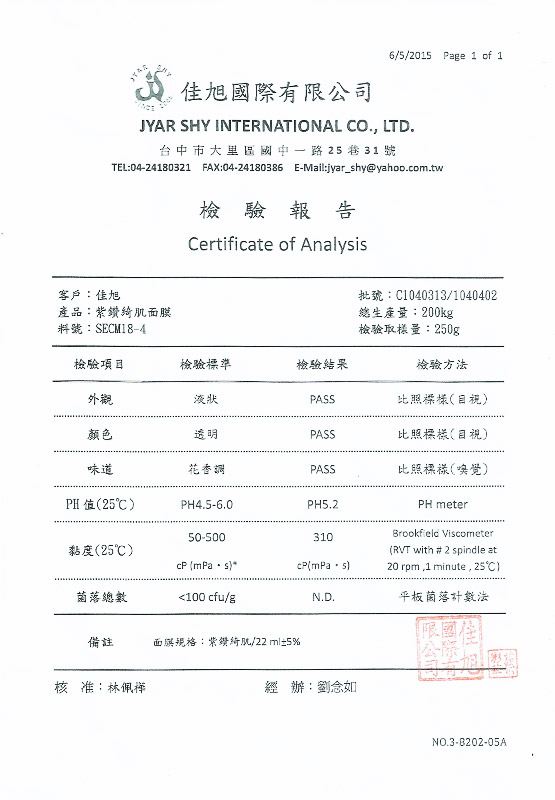 6/5/2015 Page 1 of 1
JYAR SHY
SINCE 2001
佳旭國際有限公司
JYAR SHY INTERNATIONAL CO., LTD.
台中市大里區國中一路25巷31號
TEL:04-24180321 FAX:04-24180386 E-Mail:jyar_shy@yahoo.com.tw
檢驗報告
Certificate of Analysis
客戶：佳旭 批號：C1040313/1040402
產品：紫鑽綺肌面膜 總生產量：200kg
料號：SECM18-4 檢驗取樣量：250g
檢驗項目 檢驗標準 檢驗結果 檢驗方法
外觀 液狀 PASS 比照標樣(目視)
顏色 透明 PASS 比照標樣(目視)
味道 花香調 PASS 比照標樣(嗅覺)
PH 值(25℃) PH4.5-6.0 PH5.2 PH meter
黏度(25℃) 50-500 cP (mPa・s)* 310 cP(mPa・s) Brookfield Viscometer
(RVT with # 2 spindle at
20 rpm ,1 minute , 25℃)
菌落總數 <100 cfu/g N.D. 平板菌落計數法
備註 面膜規格：紫鑽綺肌/22 ml±5%
佳旭國際有限公司
核 准：林佩樺 經 辦：劉念如
NO.3-8202-05A